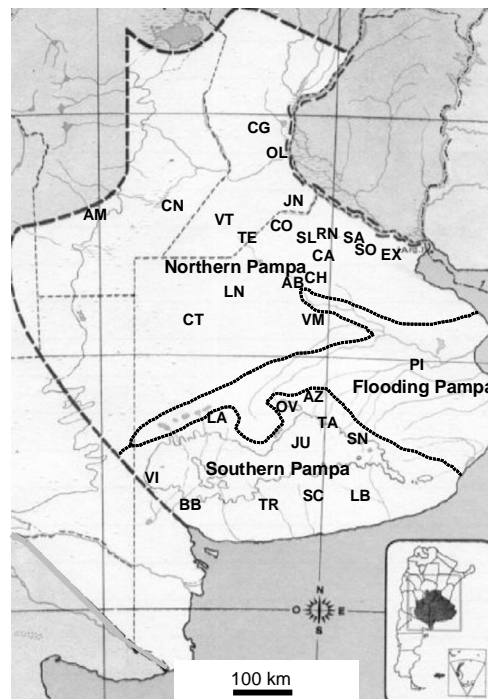 CG
OL
AM
CN
JN
VT
CO
TE
SL
RN
SA
SO
EX
CA
Northern Pampa
AB
CH
LN
CT
VM
PI
Flooding Pampa
OV
AZ
LA
TA
JU
SN
Southern Pampa
VI
BB
TR
SC
LB
N
O
E
S
100 km